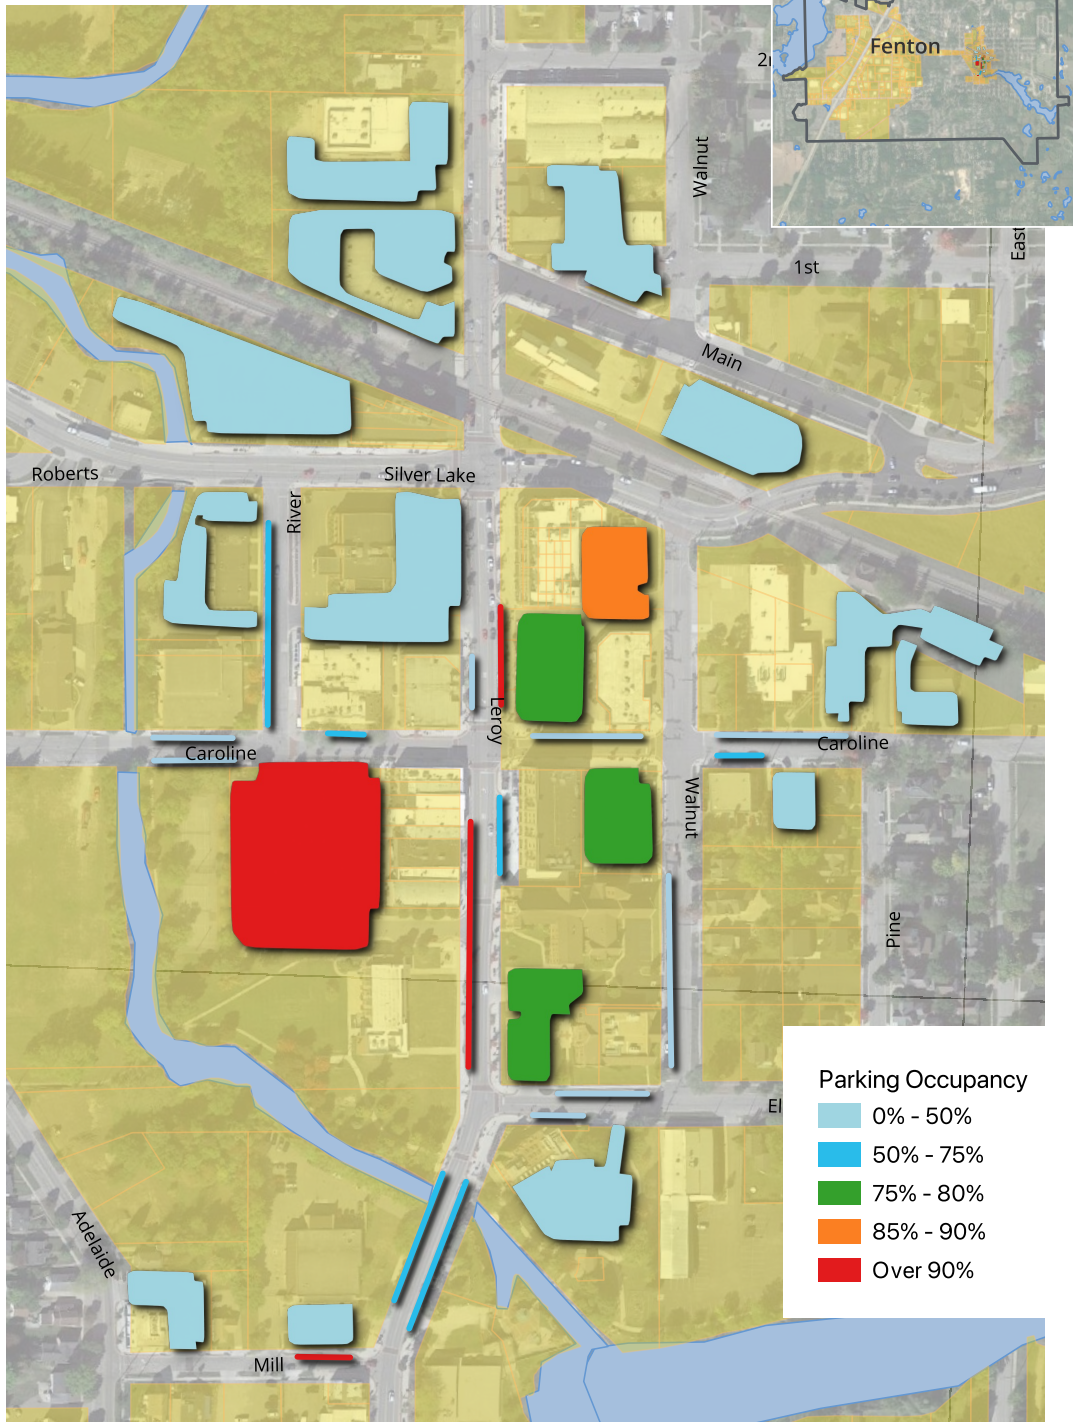 Fenton
Walnut
East
1st
Main
Roberts
Silver Lake
River
Leroy
Caroline
Caroline
Walnut
Pine
Parking Occupancy
0% - 50%
50% - 75%
75% - 80%
85% - 90%
Over 90%
Adelaide
Mill